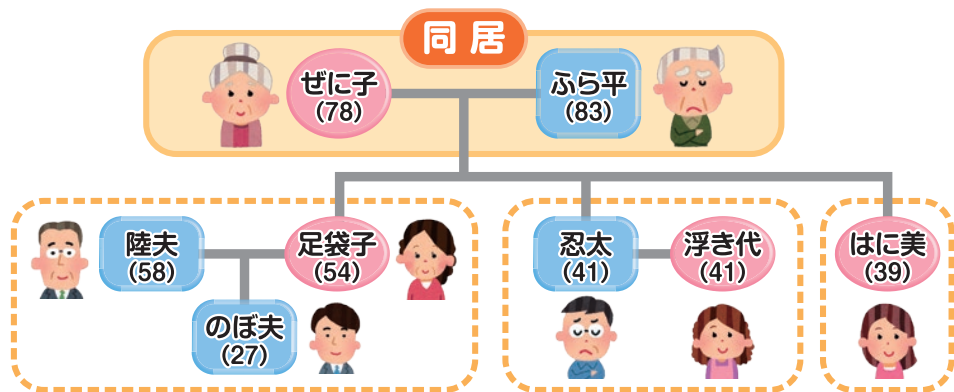 同居
ぜに子
(78)
ふら平
(83)
陸夫
(58)
足袋子
(54)
のぼ夫
(27)
忍太
(41)
浮き代
(41)
はに美
(39)